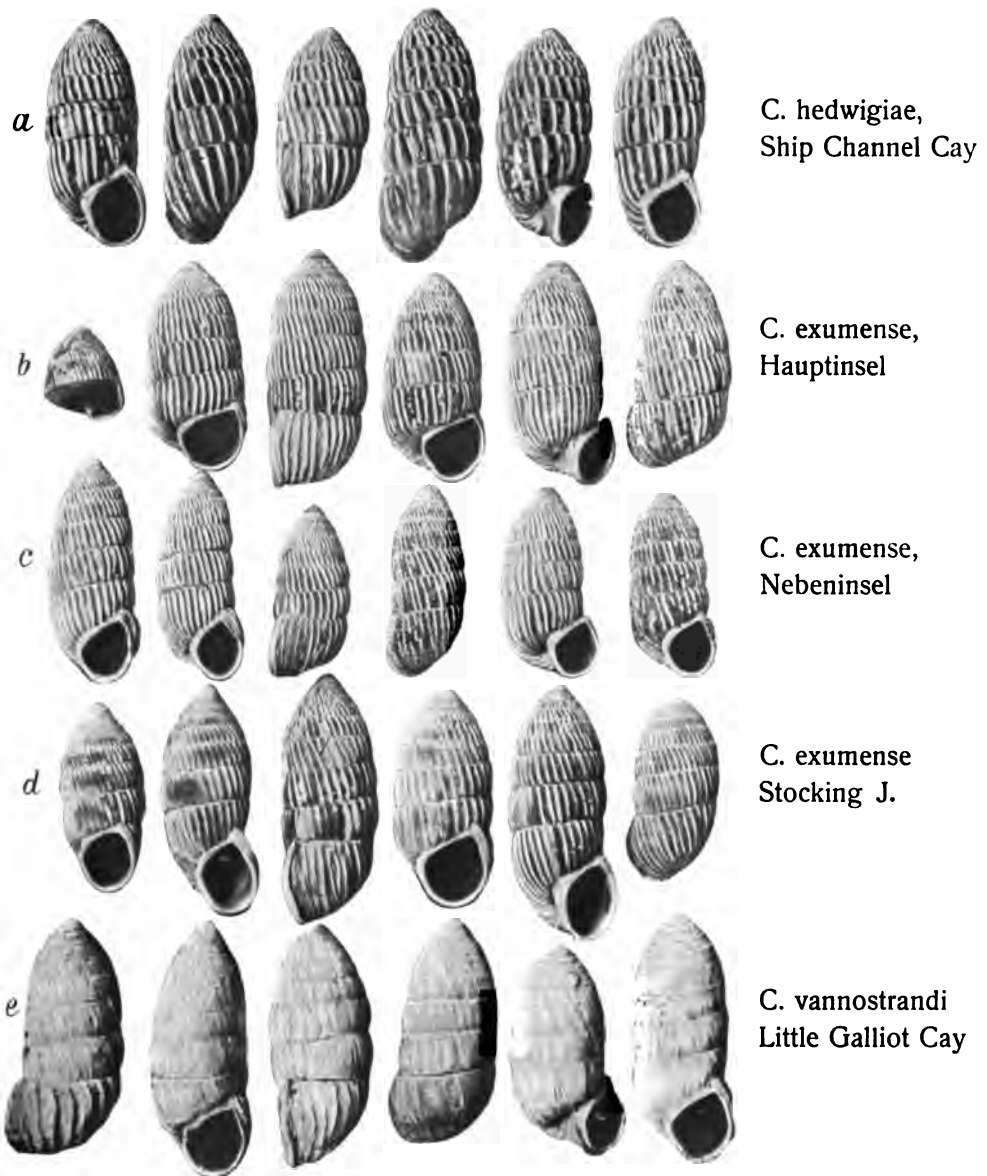 a
C. hedwigiae,
Ship Channel Cay
b
C. exumense,
Hauptinsel
c
C. exumense,
Nebeninsel
d
C. exumense
Stocking J.
e
C. vannostrandi
Little Galliot Cay